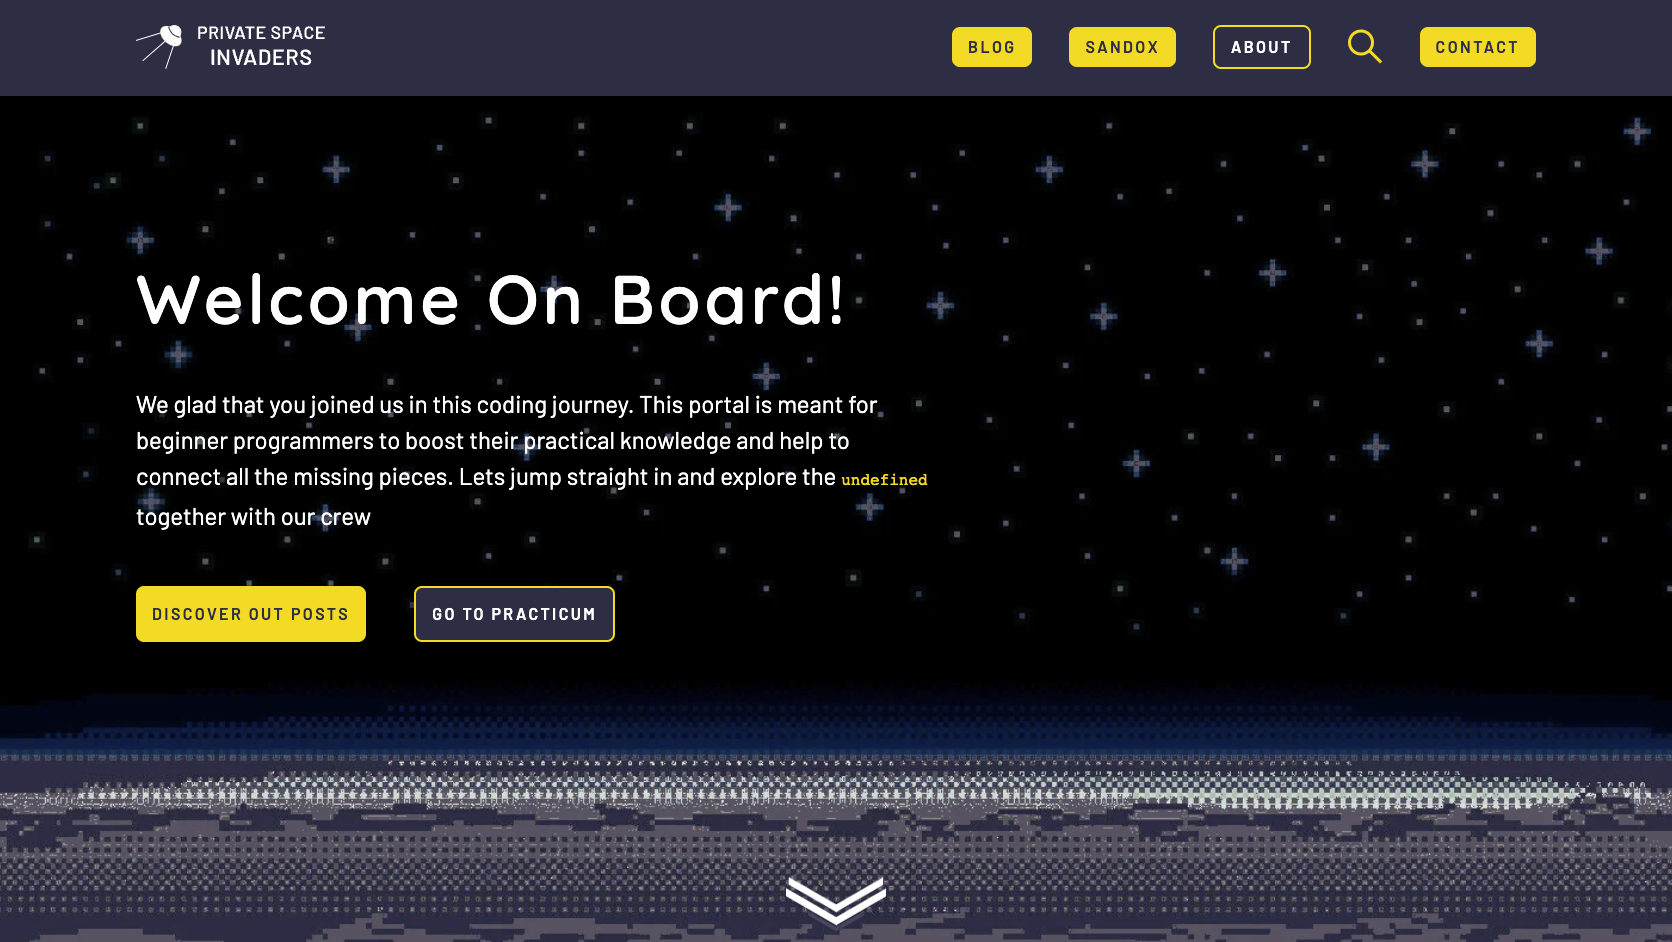 PRIVATE SPACE
INVADERS
BLOG
SANDOX
ABOUT
CONTACT
Welcome On Board!
We glad that you joined us in this coding journey. This portal is meant for
beginner programmers to boost their practical knowledge and help to
connect all the missing pieces. Lets jump straight in and explore the undefined
together with our crew
DISCOVER OUT POSTS
GO TO PRACTICUM